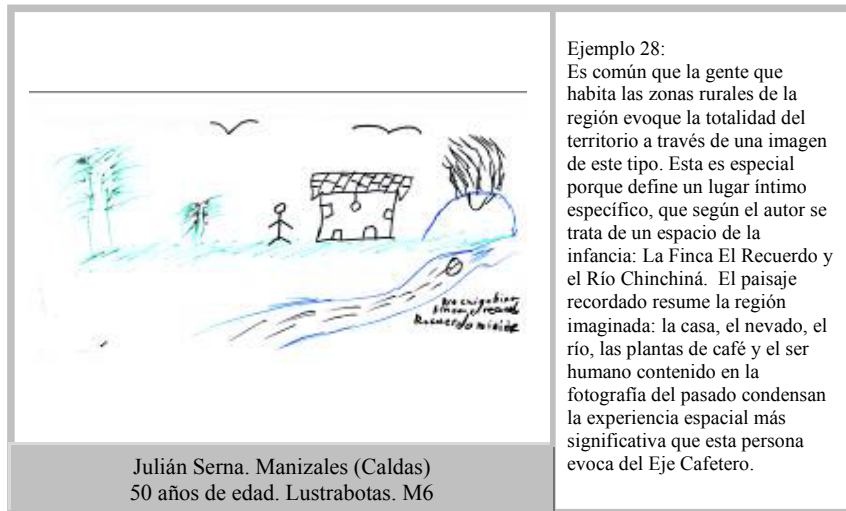 Ejemplo 28:
Es común que la gente que
habita las zonas rurales de la
región evoque la totalidad del
territorio a través de una imagen
de este tipo. Esta es especial
porque define un lugar íntimo
específico, que según el autor se
trata de un espacio de la
infancia: La Finca El Recuerdo y
el Río Chinchiná.  El paisaje
recordado resume la región
imaginada: la casa, el nevado, el
río, las plantas de café y el ser
humano contenido en la
fotografía del pasado condensan
la experiencia espacial más
significativa que esta persona
evoca del Eje Cafetero.
Julián Serna. Manizales (Caldas)
50 años de edad. Lustrabotas. M6